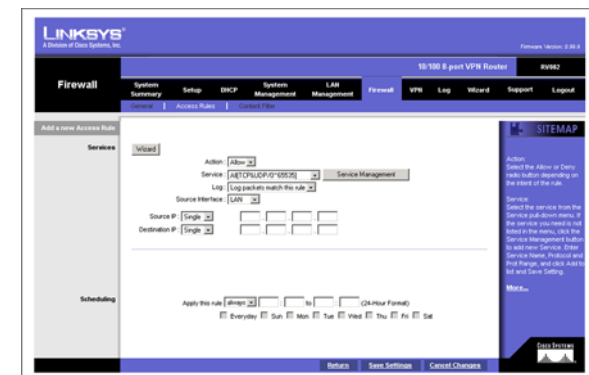 LINKSYS®
A Division of Cisco Systems, Inc.
10/100 8-port VPN Router
RV082
Firewall
System Summary
Setup
DHCP
System Management
LAN Management
Firewall
VPN
Log
Wizard
Support
Logout
General | Access Rules | Content Filter
Add a new Access Rule
Services
Wizard
Action : Allow
Service : All[TCP&UDP/0~65535] Service Management
Log : Log packets match this rule
Source Interface : LAN
Source IP : Single
Destination IP : Single
Scheduling
Apply this rule always : to : (24-Hour Format)
Everyday Sun Mon Tue Wed Thu Fri Sat
SITEMAP
Action:
Select the Allow or Deny
radio button depending on
the intent of the rule.
Service:
Select the service from the
Service pull-down menu. If
the service you need is not
listed in the menu, click the
Service Management button
to add new Service. Enter
Service Name, Protocol and
Prot Range, and click Add to
list and Save Setting.
More...
Return
Save Settings
Cancel Changes
CISCO SYSTEMS